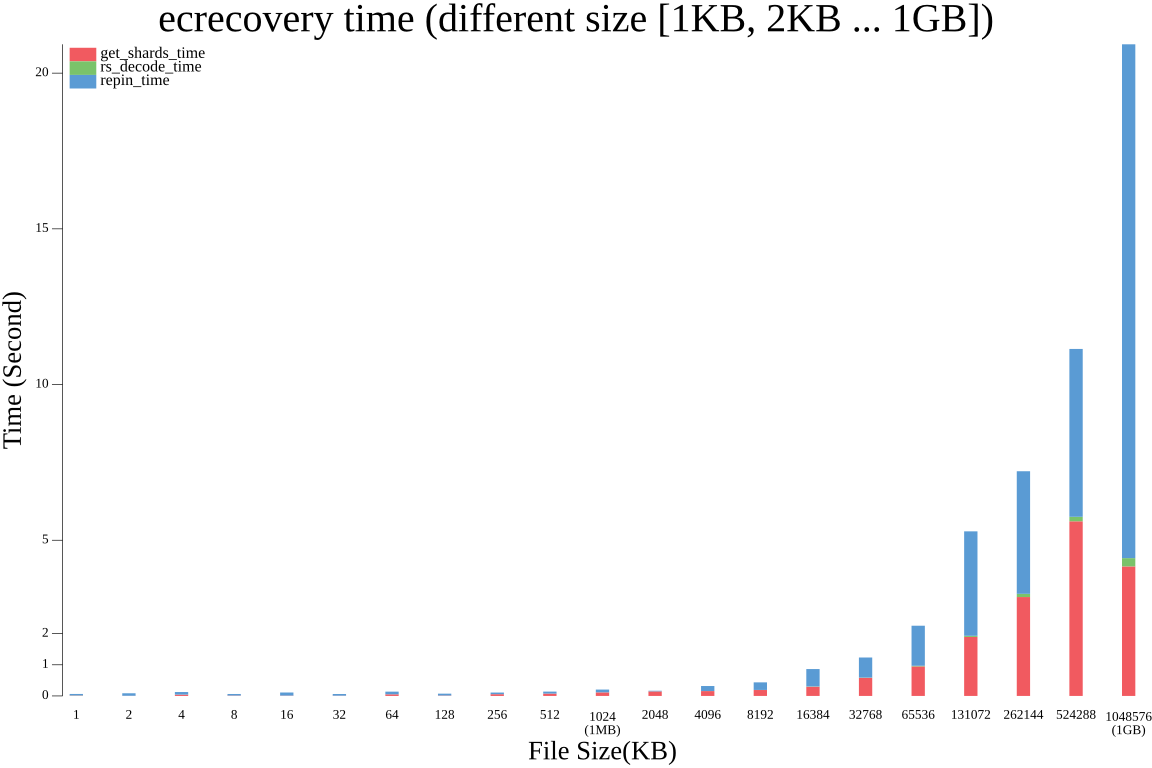 ecrecovery time (different size [1KB, 2KB ... 1GB])
get_shards_time
rs_decode_time
repin_time
20
15
10
5
2
1
0
Time (Second)
1 2 4 8 16 32 64 128 256 512 1024 2048 4096 8192 16384 32768 65536 131072 262144 524288 1048576
(1MB) (1GB)
File Size(KB)